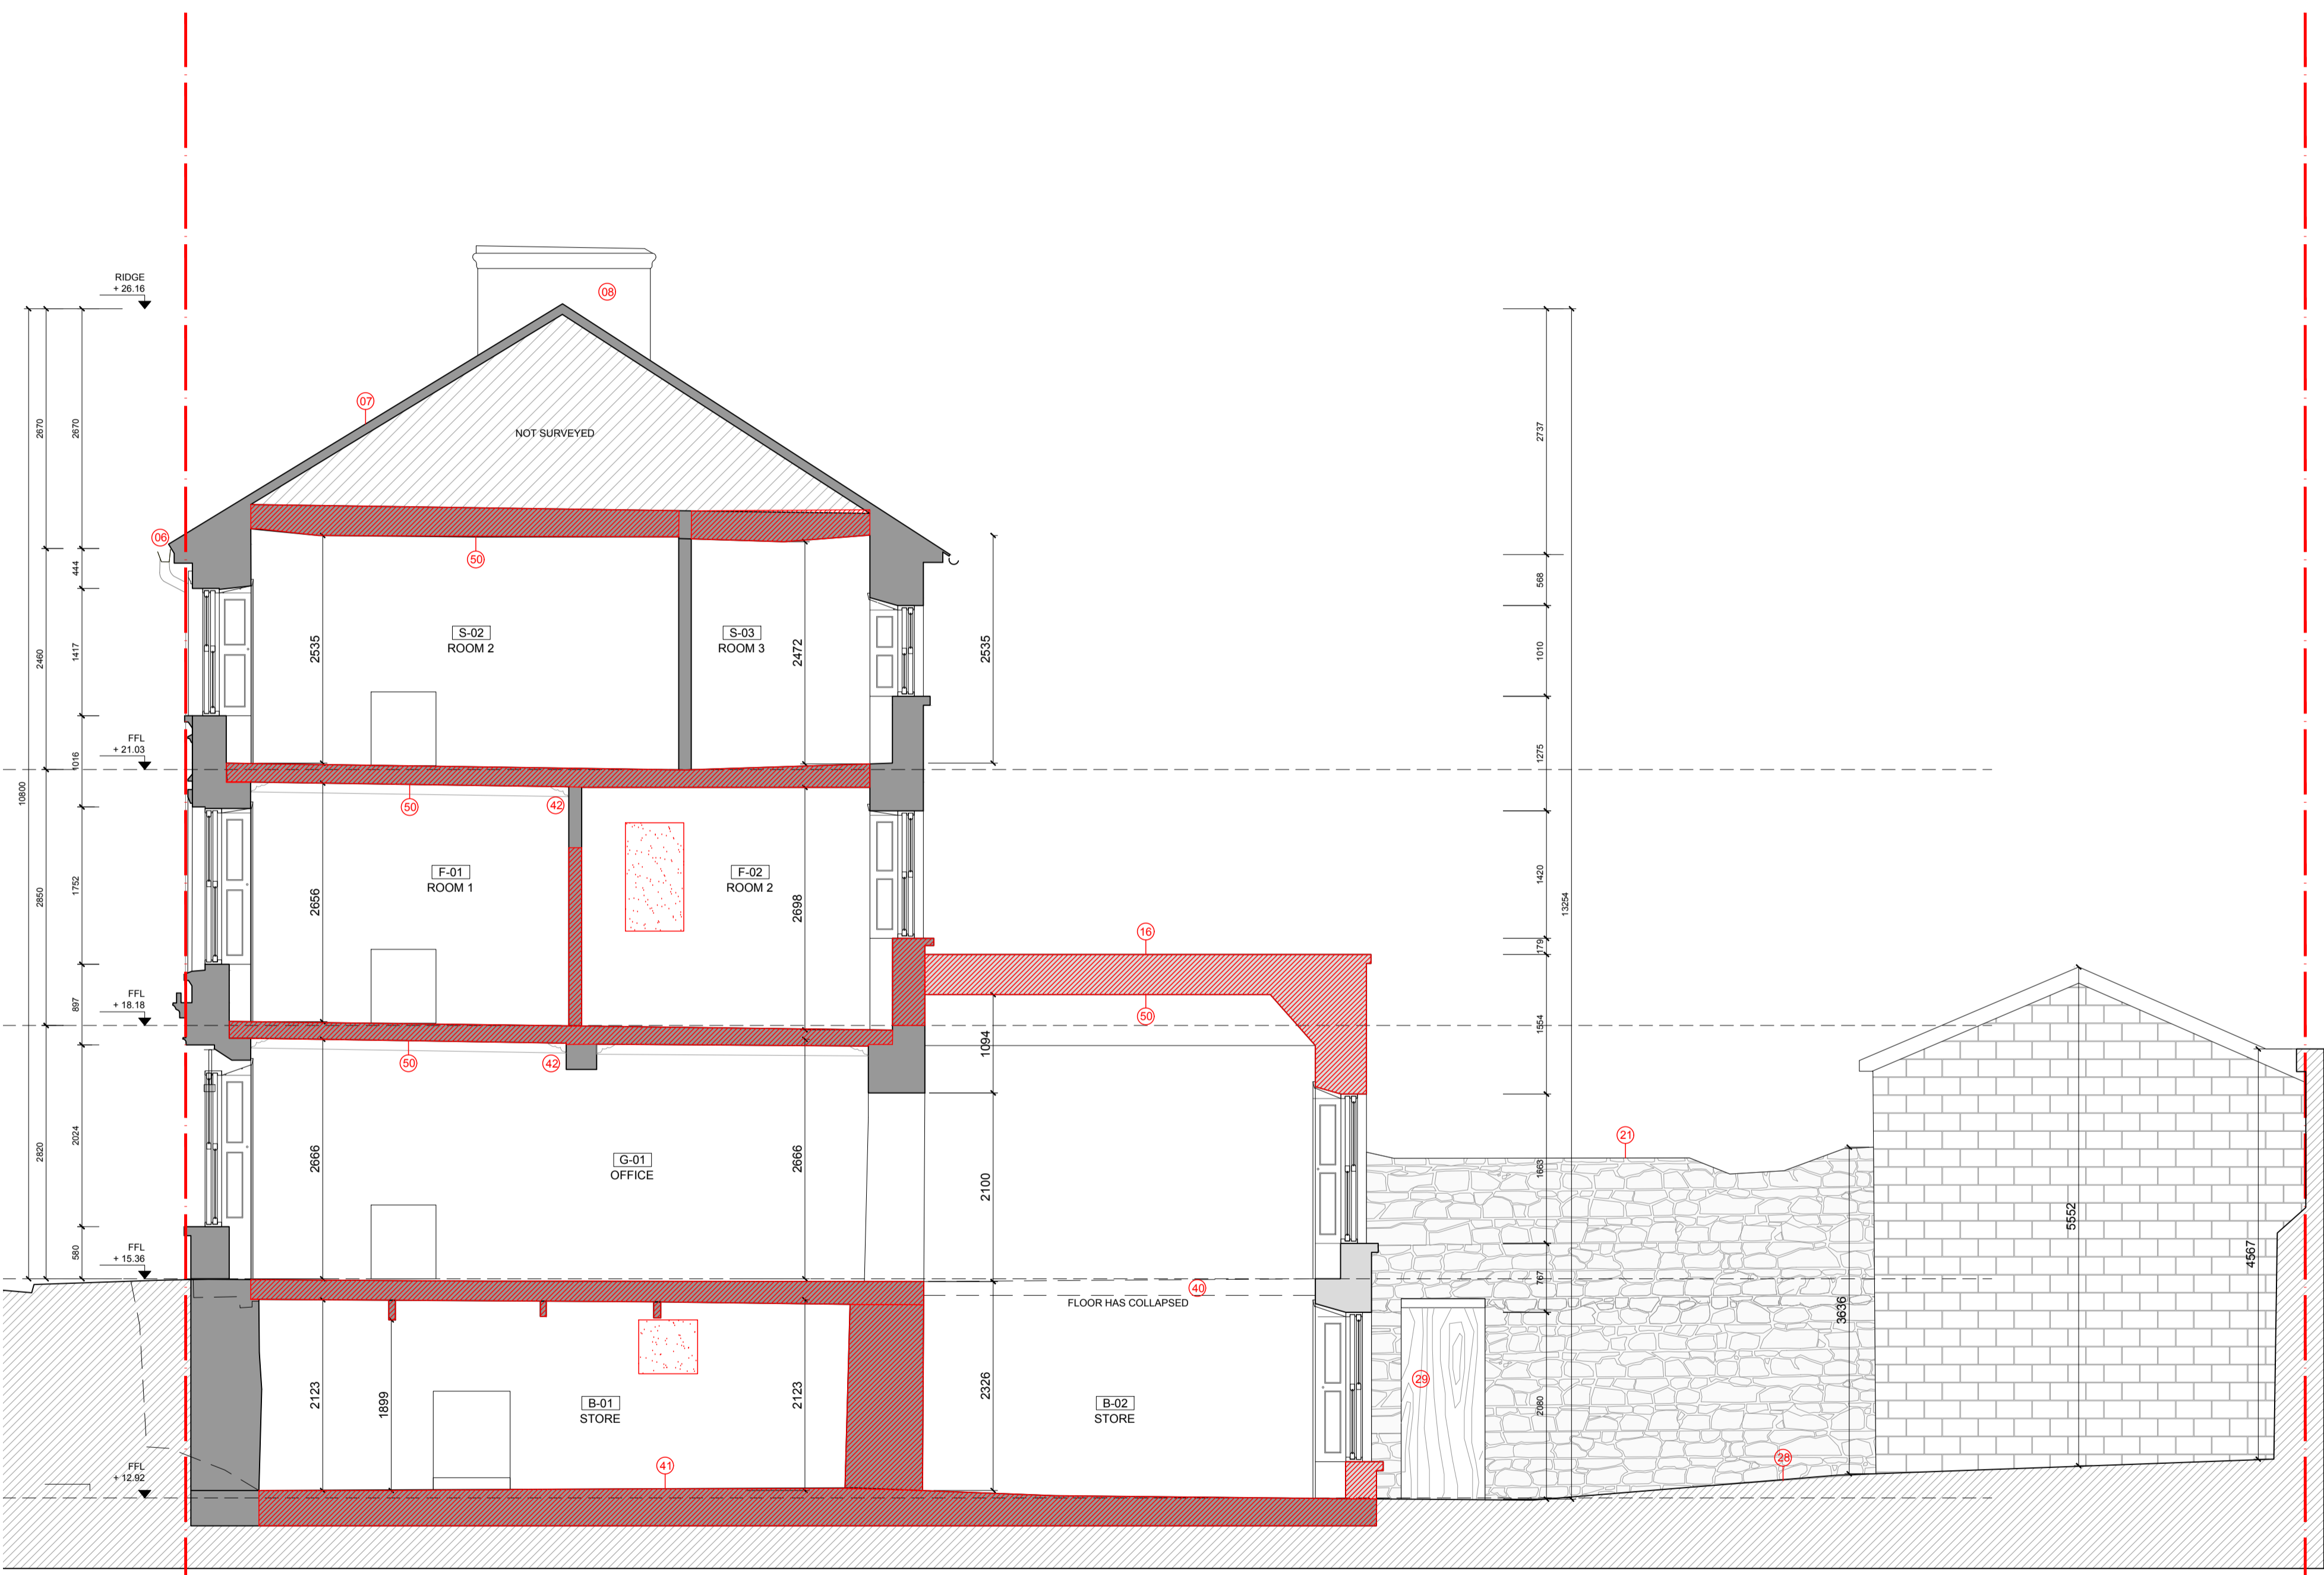 RIDGE
+ 26.16
08
07
NOT SURVEYED
2670
2670
2737
06
50
444
568
S-02
ROOM 2
S-03
ROOM 3
2535
2472
2535
2460
1417
1010
FFL
+ 21.03
1016
1275
10800
50
42
F-01
ROOM 1
F-02
ROOM 2
2656
2698
2850
1752
1420
13254
16
179
FFL
+ 18.18
897
50
1554
50
42
1094
21
2820
2024
2666
G-01
OFFICE
2666
2100
1663
5552
4567
FFL
+ 15.36
580
40
FLOOR HAS COLLAPSED
767
3636
29
2123
1899
B-01
STORE
2123
2326
B-02
STORE
2080
41
28
FFL
+ 12.92